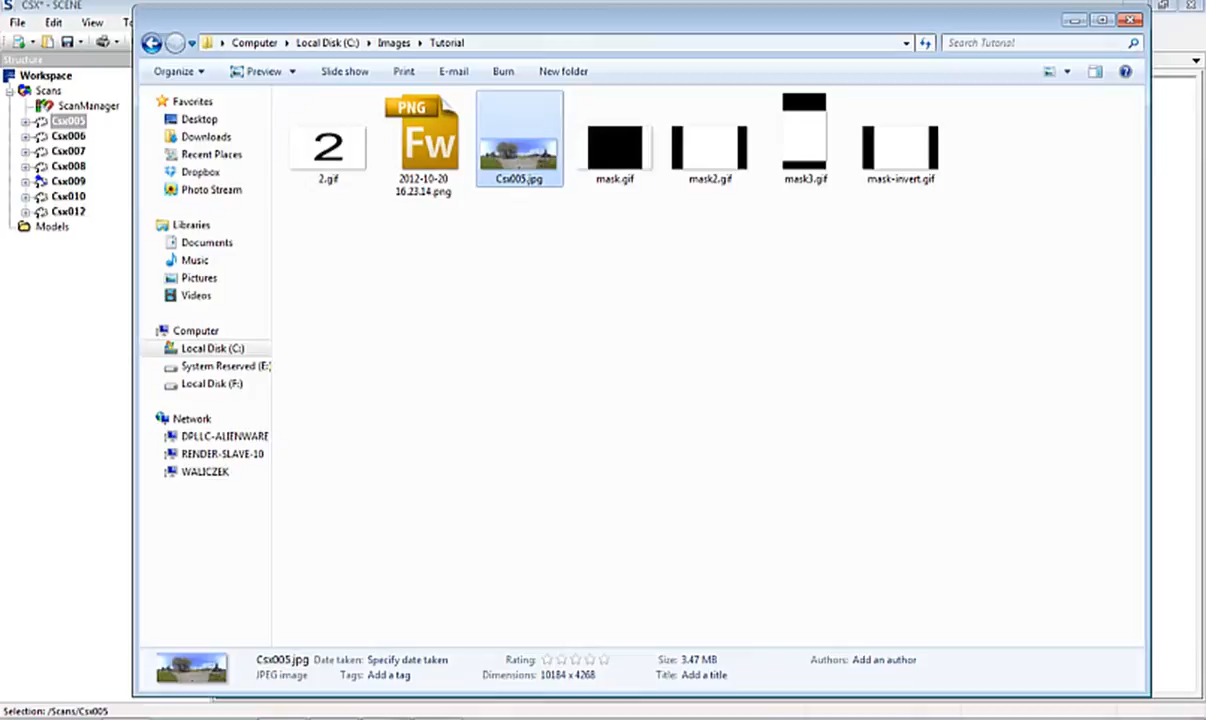 CSX* - SCENE
File Edit View
Structure
Workspace
Scans
ScanManager
Csx005
Csx006
Csx007
Csx008
Csx009
Csx010
Csx012
Models
Computer Local Disk (C:) Images Tutorial
Search Tutorial
Organize Preview Slide show Print E-mail Burn New folder
Favorites
Desktop
Downloads
Recent Places
Dropbox
Photo Stream
Libraries
Documents
Music
Pictures
Videos
Computer
Local Disk (C:)
System Reserved (E:
Local Disk (F:)
Network
DPLLC-ALIENWARE
RENDER-SLAVE-10
WALICZEK
2
PNG
Fw
2.gif
2012-10-20
16.23.14.png
Csx005.jpg
mask.gif
mask2.gif
mask3.gif
mask-invert.gif
Csx005.jpg Date taken: Specify date taken Rating: Size: 3.47 MB Authors: Add an author
JPEG image Tags: Add a tag Dimensions: 10184 x 4268 Title: Add a title
Selection: /Scans/Csx005